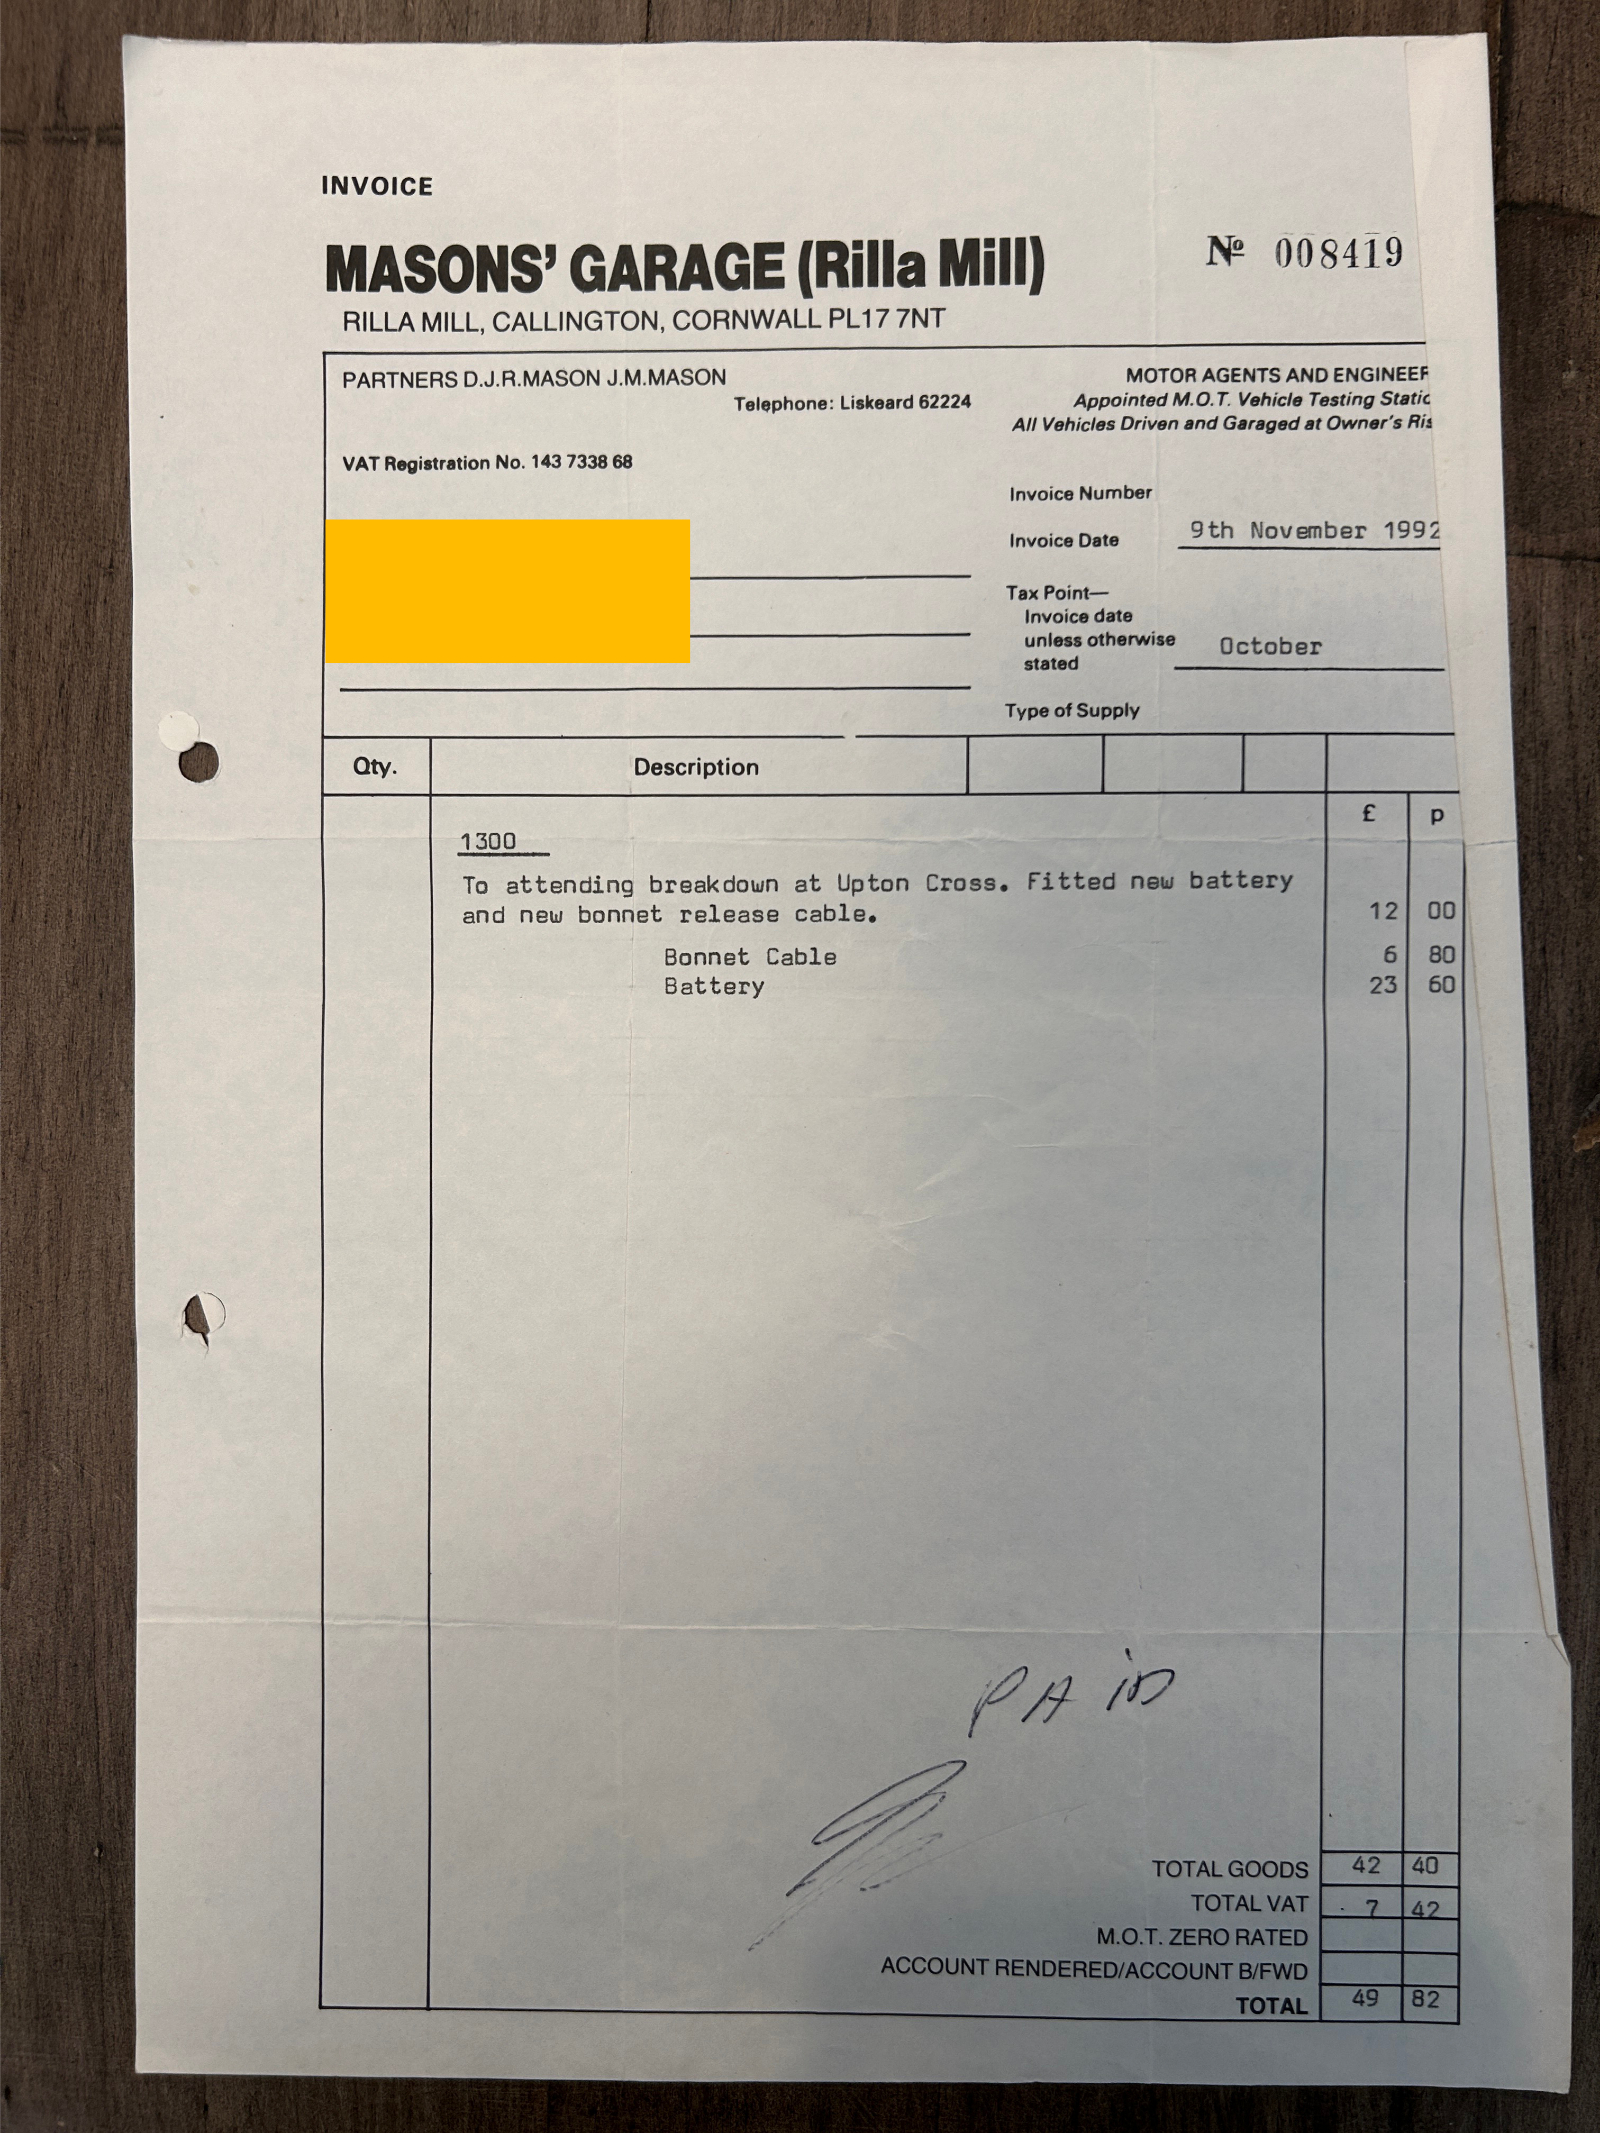 INVOICE
MASONS’ GARAGE (Rilla Mill)
Nº 008419
RILLA MILL, CALLINGTON, CORNWALL PL17 7NT
PARTNERS D.J.R.MASON J.M.MASON
Telephone: Liskeard 62224
VAT Registration No. 143 7338 68
MOTOR AGENTS AND ENGINEER
Appointed M.O.T. Vehicle Testing Static
All Vehicles Driven and Garaged at Owner’s Ris
Invoice Number
Invoice Date 9th November 1992
Tax Point—
Invoice date
unless otherwise
stated October
Type of Supply
Qty. Description
£ p
1300
To attending breakdown at Upton Cross. Fitted new battery
and new bonnet release cable. 12 00
Bonnet Cable 6 80
Battery 23 60
PAiD
TOTAL GOODS 42 40
TOTAL VAT 7 42
M.O.T. ZERO RATED
ACCOUNT RENDERED/ACCOUNT B/FWD
TOTAL 49 82